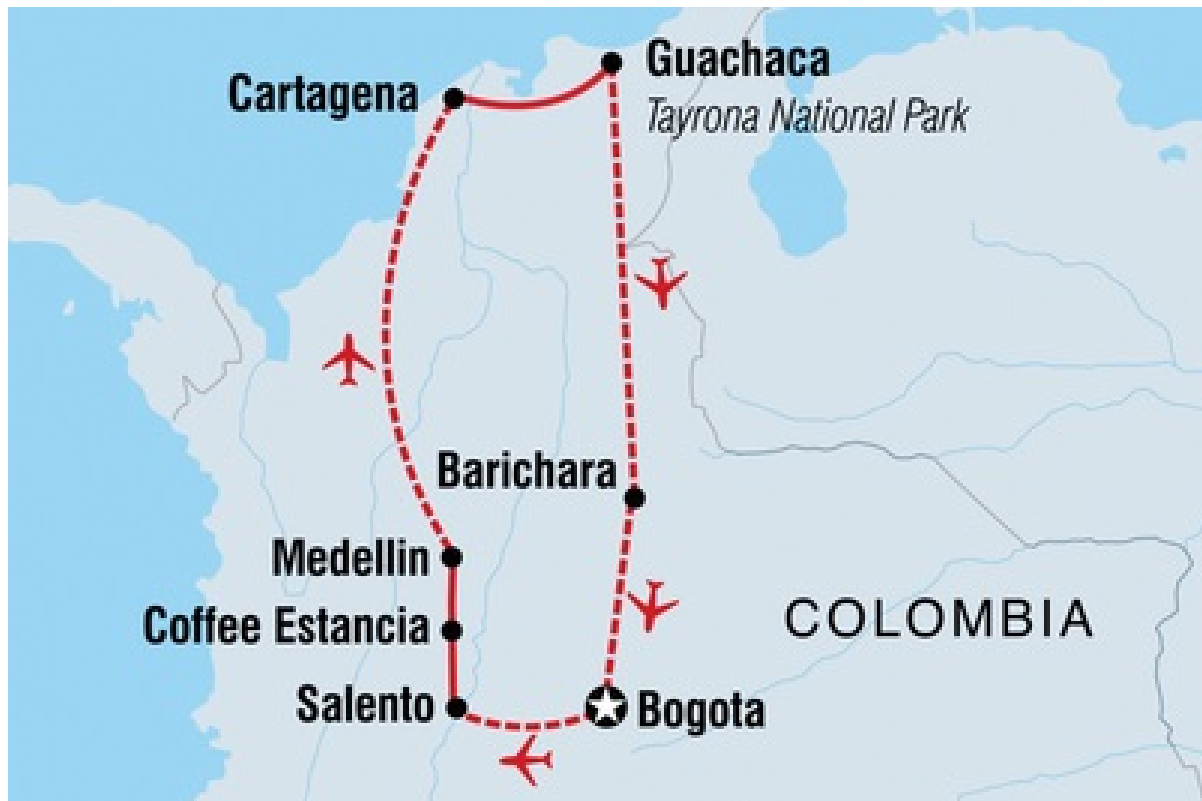 Guachaca
Cartagena
Tayrona National Park
Barichara
Medellin
Coffee Estancia
COLOMBIA
Salento
Bogota